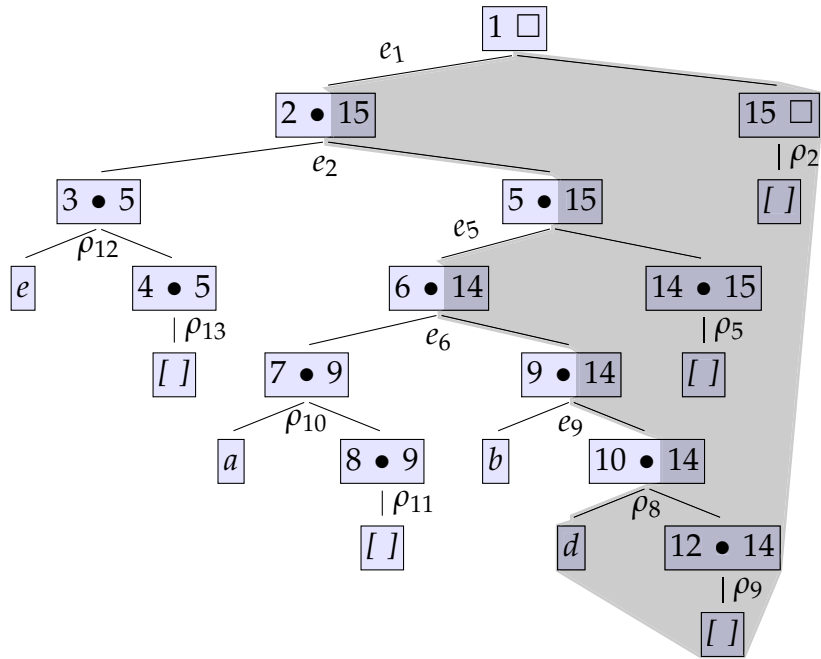 1 □
e₁
2 • 15
15 □
e₂
ρ₂
3 • 5
5 • 15
[ ]
ρ₁₂
e₅
e
4 • 5
6 • 14
14 • 15
ρ₁₃
e₆
ρ₅
[ ]
7 • 9
9 • 14
[ ]
ρ₁₀
e₉
a
8 • 9
b
10 • 14
ρ₁₁
ρ₈
[ ]
d
12 • 14
ρ₉
[ ]